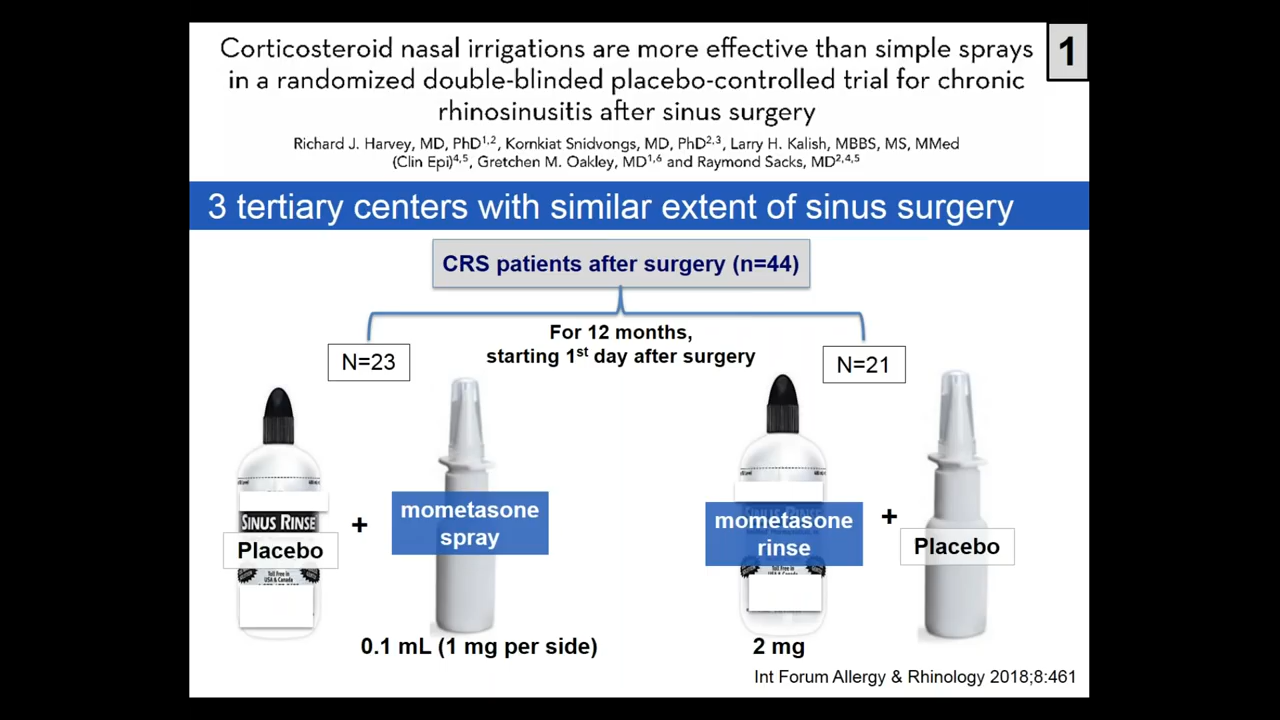 Corticosteroid nasal irrigations are more effective than simple sprays
in a randomized double-blinded placebo-controlled trial for chronic
rhinosinusitis after sinus surgery
1
Richard J. Harvey, MD, PhD1,2, Kornkiat Snidvongs, MD, PhD2,3, Larry H. Kalish, MBBS, MS, MMed
(Clin Epi)4,5, Gretchen M. Oakley, MD1,6 and Raymond Sacks, MD2,4,5
3 tertiary centers with similar extent of sinus surgery
CRS patients after surgery (n=44)
For 12 months,
starting 1st day after surgery
N=23
N=21
SINUS RINSE
Placebo
Toll Free in
USA & Canada
+
mometasone
spray
mometasone
rinse
+
Placebo
0.1 mL (1 mg per side)
2 mg
Int Forum Allergy & Rhinology 2018;8:461